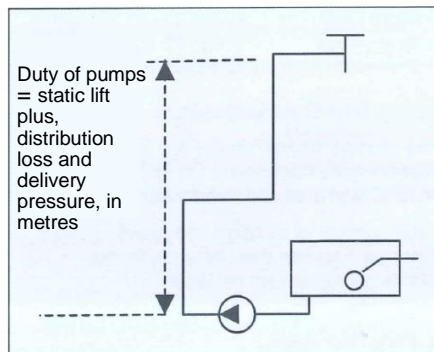 Duty of pumps
= static lift
plus,
distribution
loss and
delivery
pressure, in
metres